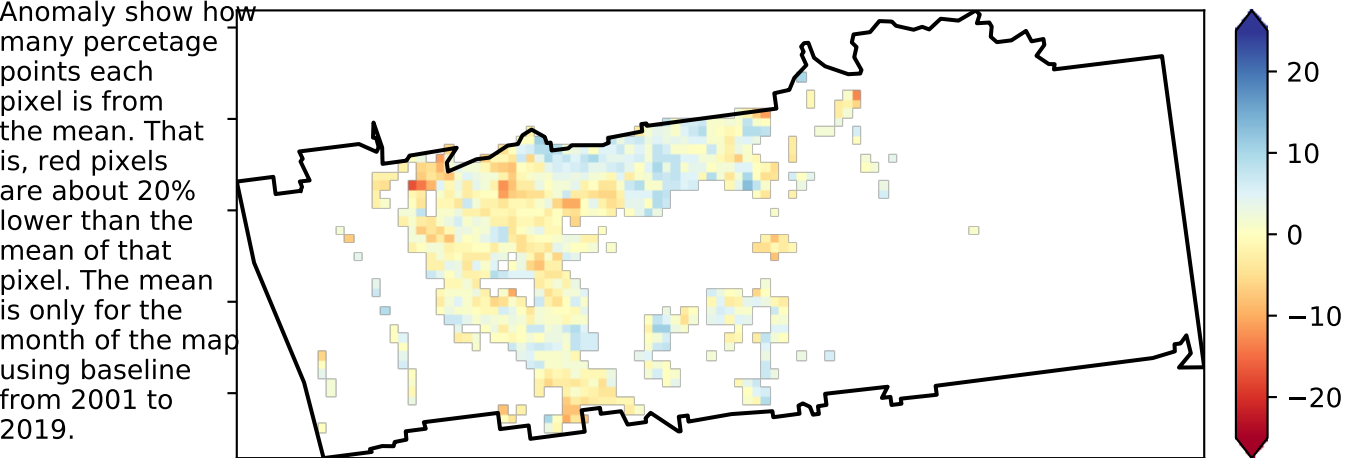 Anomaly show how
many percetage
points each
pixel is from
the mean. That
is, red pixels
are about 20%
lower than the
mean of that
pixel. The mean
is only for the
month of the map
using baseline
from 2001 to
2019.
20
10
0
−10
−20